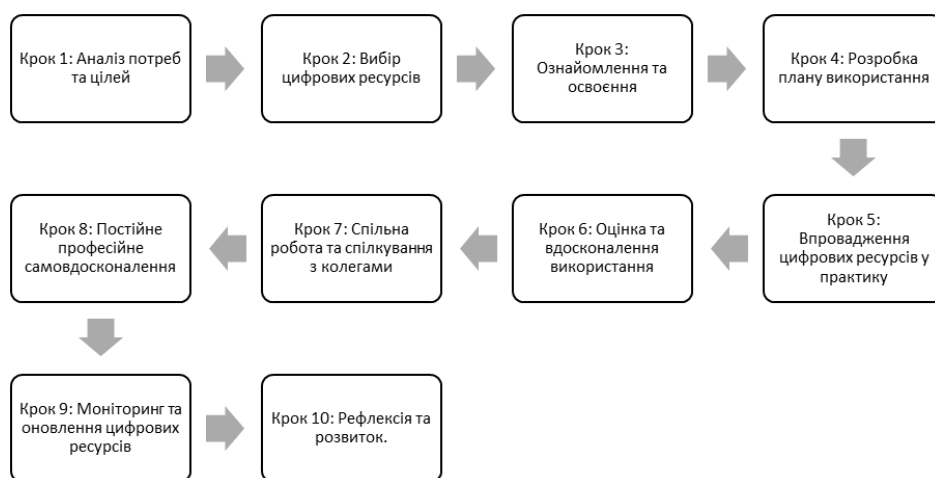 Крок 1: Аналіз потреб
та цілей
Крок 2: Вибір
цифрових ресурсів
Крок 3:
Ознайомлення та
освоєння
Крок 4: Розробка
плану використання
Крок 5:
Впровадження
цифрових ресурсів у
практику
Крок 6: Оцінка та
вдосконалення
використання
Крок 7: Спільна
робота та спілкування
з колегами
Крок 8: Постійне
професійне
самовдосконалення
Крок 9: Моніторинг та
оновлення цифрових
ресурсів
Крок 10: Рефлексія та
розвиток.